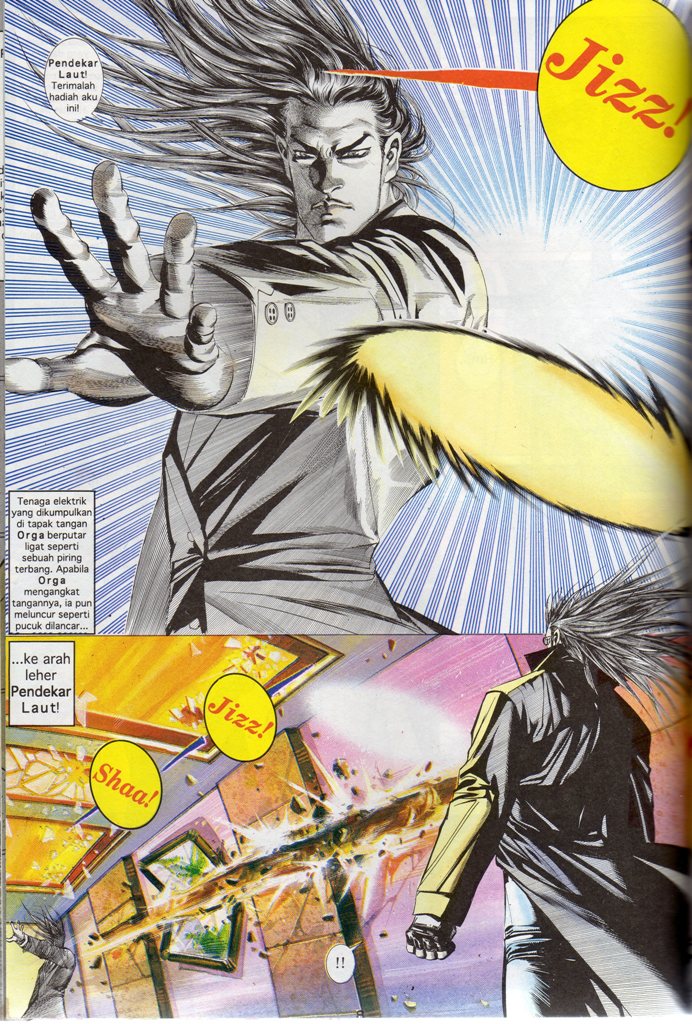 Pendekar
Laut!
Terimalah
hadiah aku
ini!
Jizz!
Tenaga elektrik
yang dikumpulkan
di tapak tangan
Orga berputar
ligat seperti
sebuah piring
terbang. Apabila
Orga
mengangkat
tangannya, ia pun
meluncur seperti
pucuk dilancar...
...ke arah
leher
Pendekar
Laut!
Jizz!
Shaa!
!!